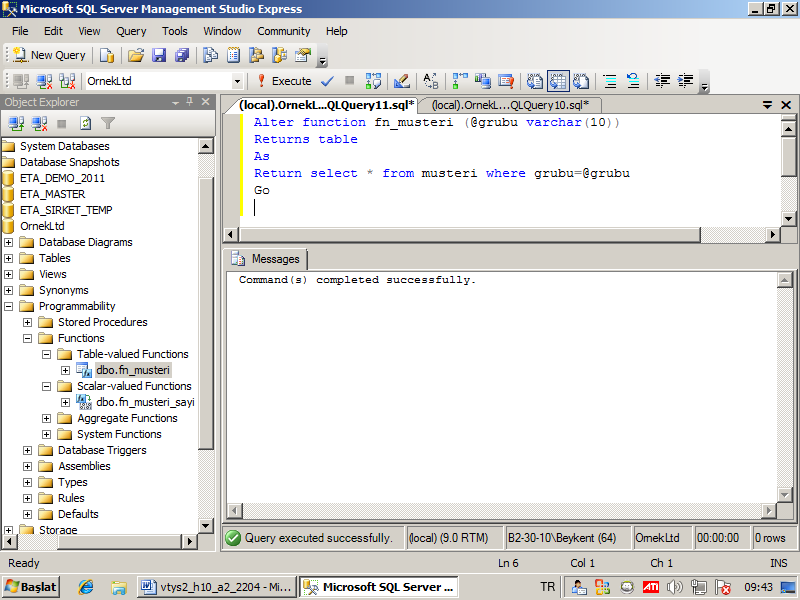 Microsoft SQL Server Management Studio Express
File Edit View Query Tools Window Community Help
New Query
OrnekLtd Execute
Object Explorer
System Databases
Database Snapshots
ETA_DEMO_2011
ETA_MASTER
ETA_SIRKET_TEMP
OrnekLtd
Database Diagrams
Tables
Views
Synonyms
Programmability
Stored Procedures
Functions
Table-valued Functions
dbo.fn_musteri
Scalar-valued Functions
dbo.fn_musteri_sayi
Aggregate Functions
System Functions
Database Triggers
Assemblies
Types
Rules
Defaults
Storage
(local).OrnekL...QLQuery11.sql* (local).OrnekL...QLQuery10.sql*
Alter function fn_musteri (@grubu varchar(10))
Returns table
As
Return select * from musteri where grubu=@grubu
Go
Messages
Command(s) completed successfully.
Query executed successfully. (local) (9.0 RTM) B2-30-10\Beykent (64) OrnekLtd 00:00:00 0 rows
Ready Ln 6 Col 1 Ch 1 INS
Başlat vtys2_h10_a2_2204 - Mi... Microsoft SQL Server ... TR ATI 09:43